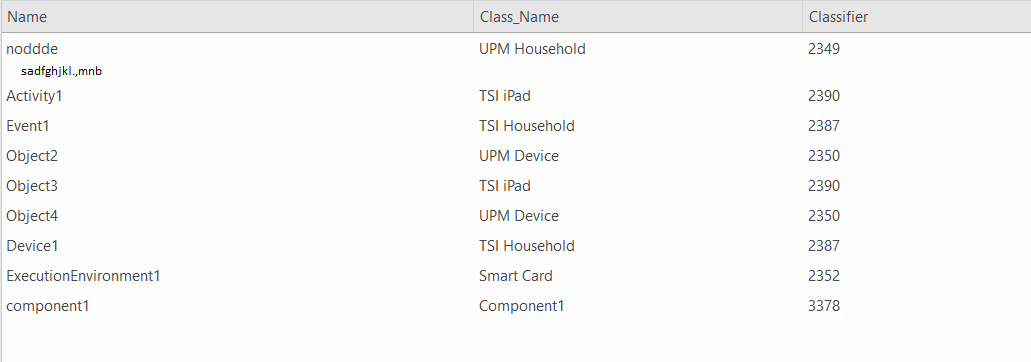 Name Class_Name Classifier
noddde UPM Household 2349
sadfghjkl.,mnb
Activity1 TSI iPad 2390
Event1 TSI Household 2387
Object2 UPM Device 2350
Object3 TSI iPad 2390
Object4 UPM Device 2350
Device1 TSI Household 2387
ExecutionEnvironment1 Smart Card 2352
component1 Component1 3378